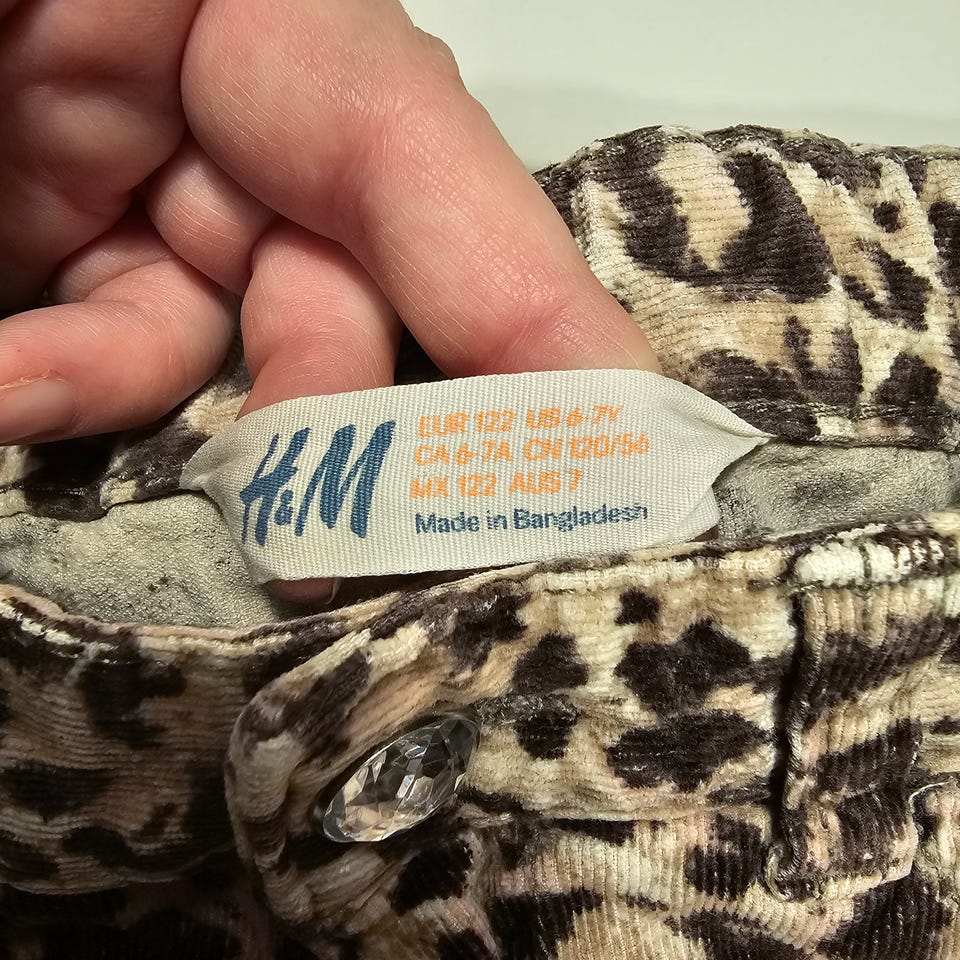 H&M
EUR 122 US 6-7Y
CA 6-7A CN 120/56
MX 122 AUS 7
Made in Bangladesh